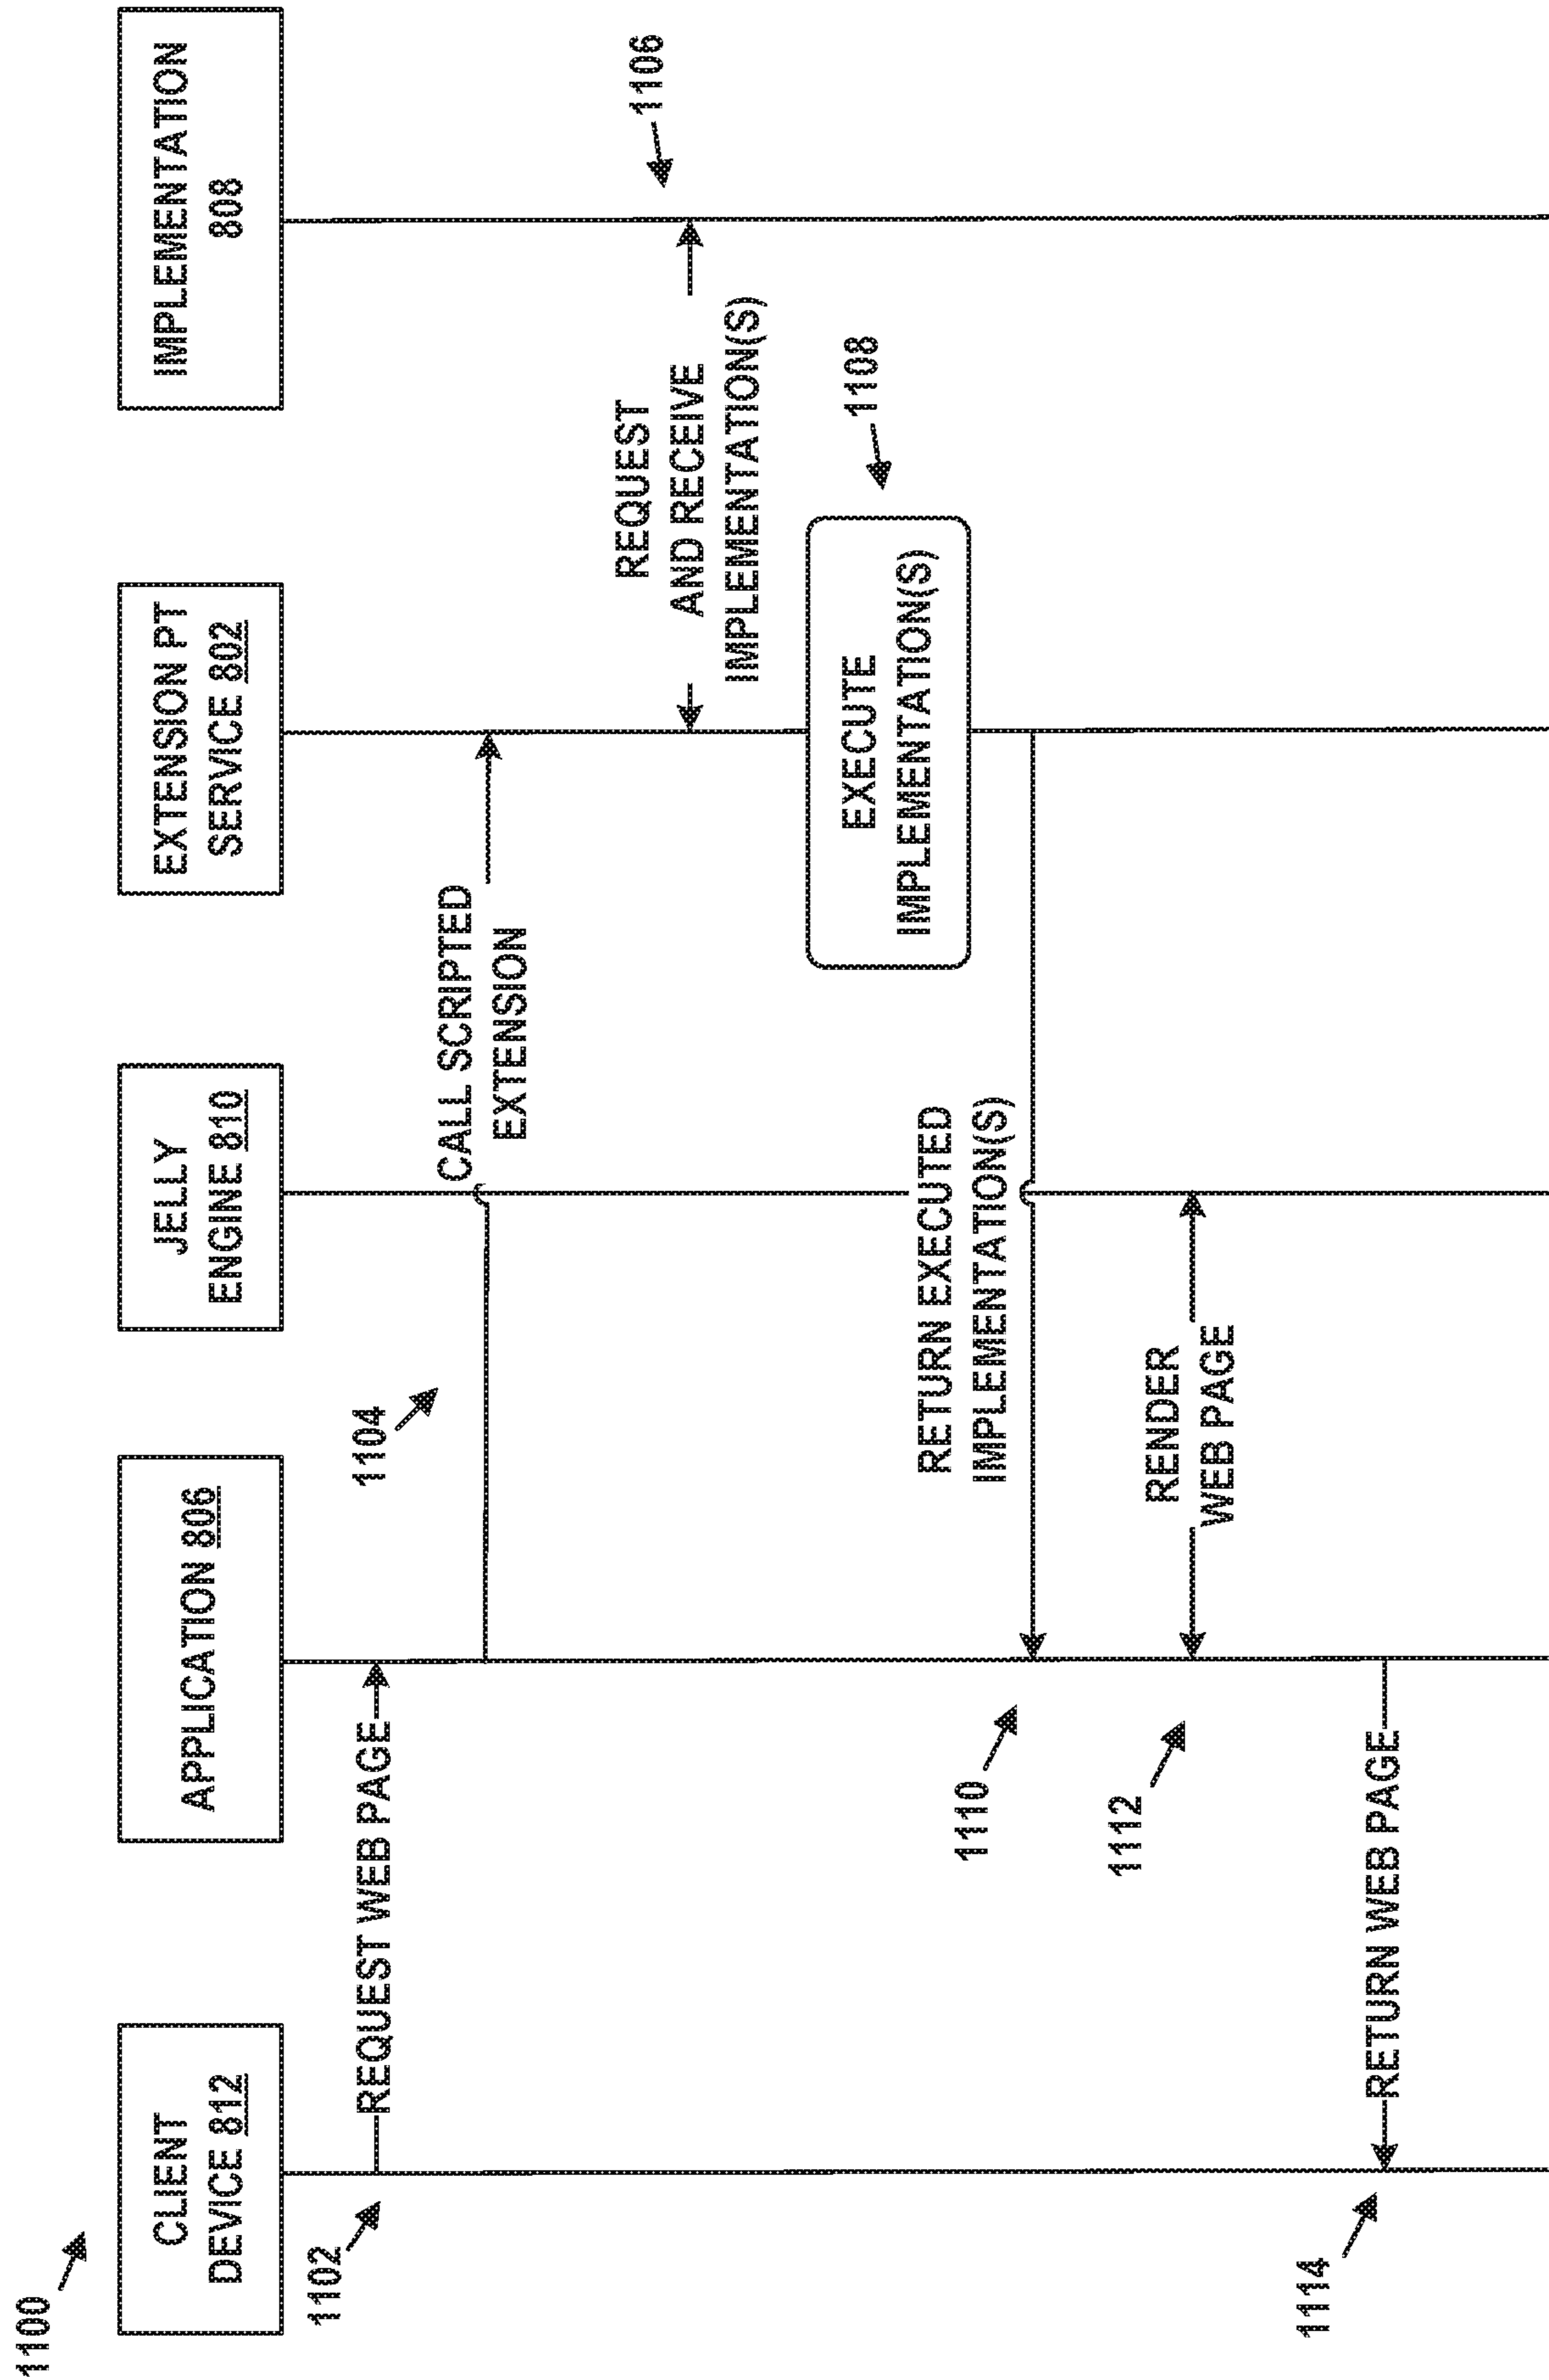 1100
CLIENT
DEVICE 812
APPLICATION 806
JELLY
ENGINE 810
EXTENSION PT
SERVICE 802
IMPLEMENTATION
808
1102
REQUEST WEB PAGE
1104
CALL SCRIPTED
EXTENSION
REQUEST
AND RECEIVE
IMPLEMENTATION(S)
1106
EXECUTE
IMPLEMENTATION(S)
1108
RETURN EXECUTED
IMPLEMENTATION(S)
1110
1112
RENDER
WEB PAGE
1114
RETURN WEB PAGE